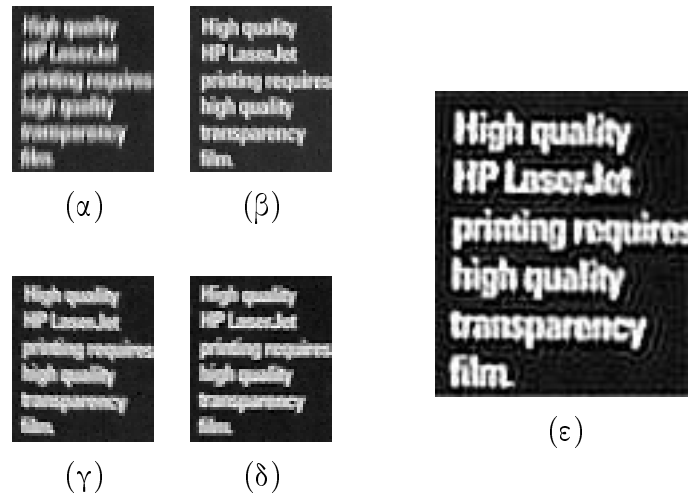 High quality
HP LaserJet
printing requires
high quality
transparency
film.
(α)
High quality
HP LaserJet
printing requires
high quality
transparency
film.
(β)
High quality
HP LaserJet
printing requires
high quality
transparency
film.
(γ)
High quality
HP LaserJet
printing requires
high quality
transparency
film.
(δ)
High quality
HP LaserJet
printing requires
high quality
transparency
film.
(ε)